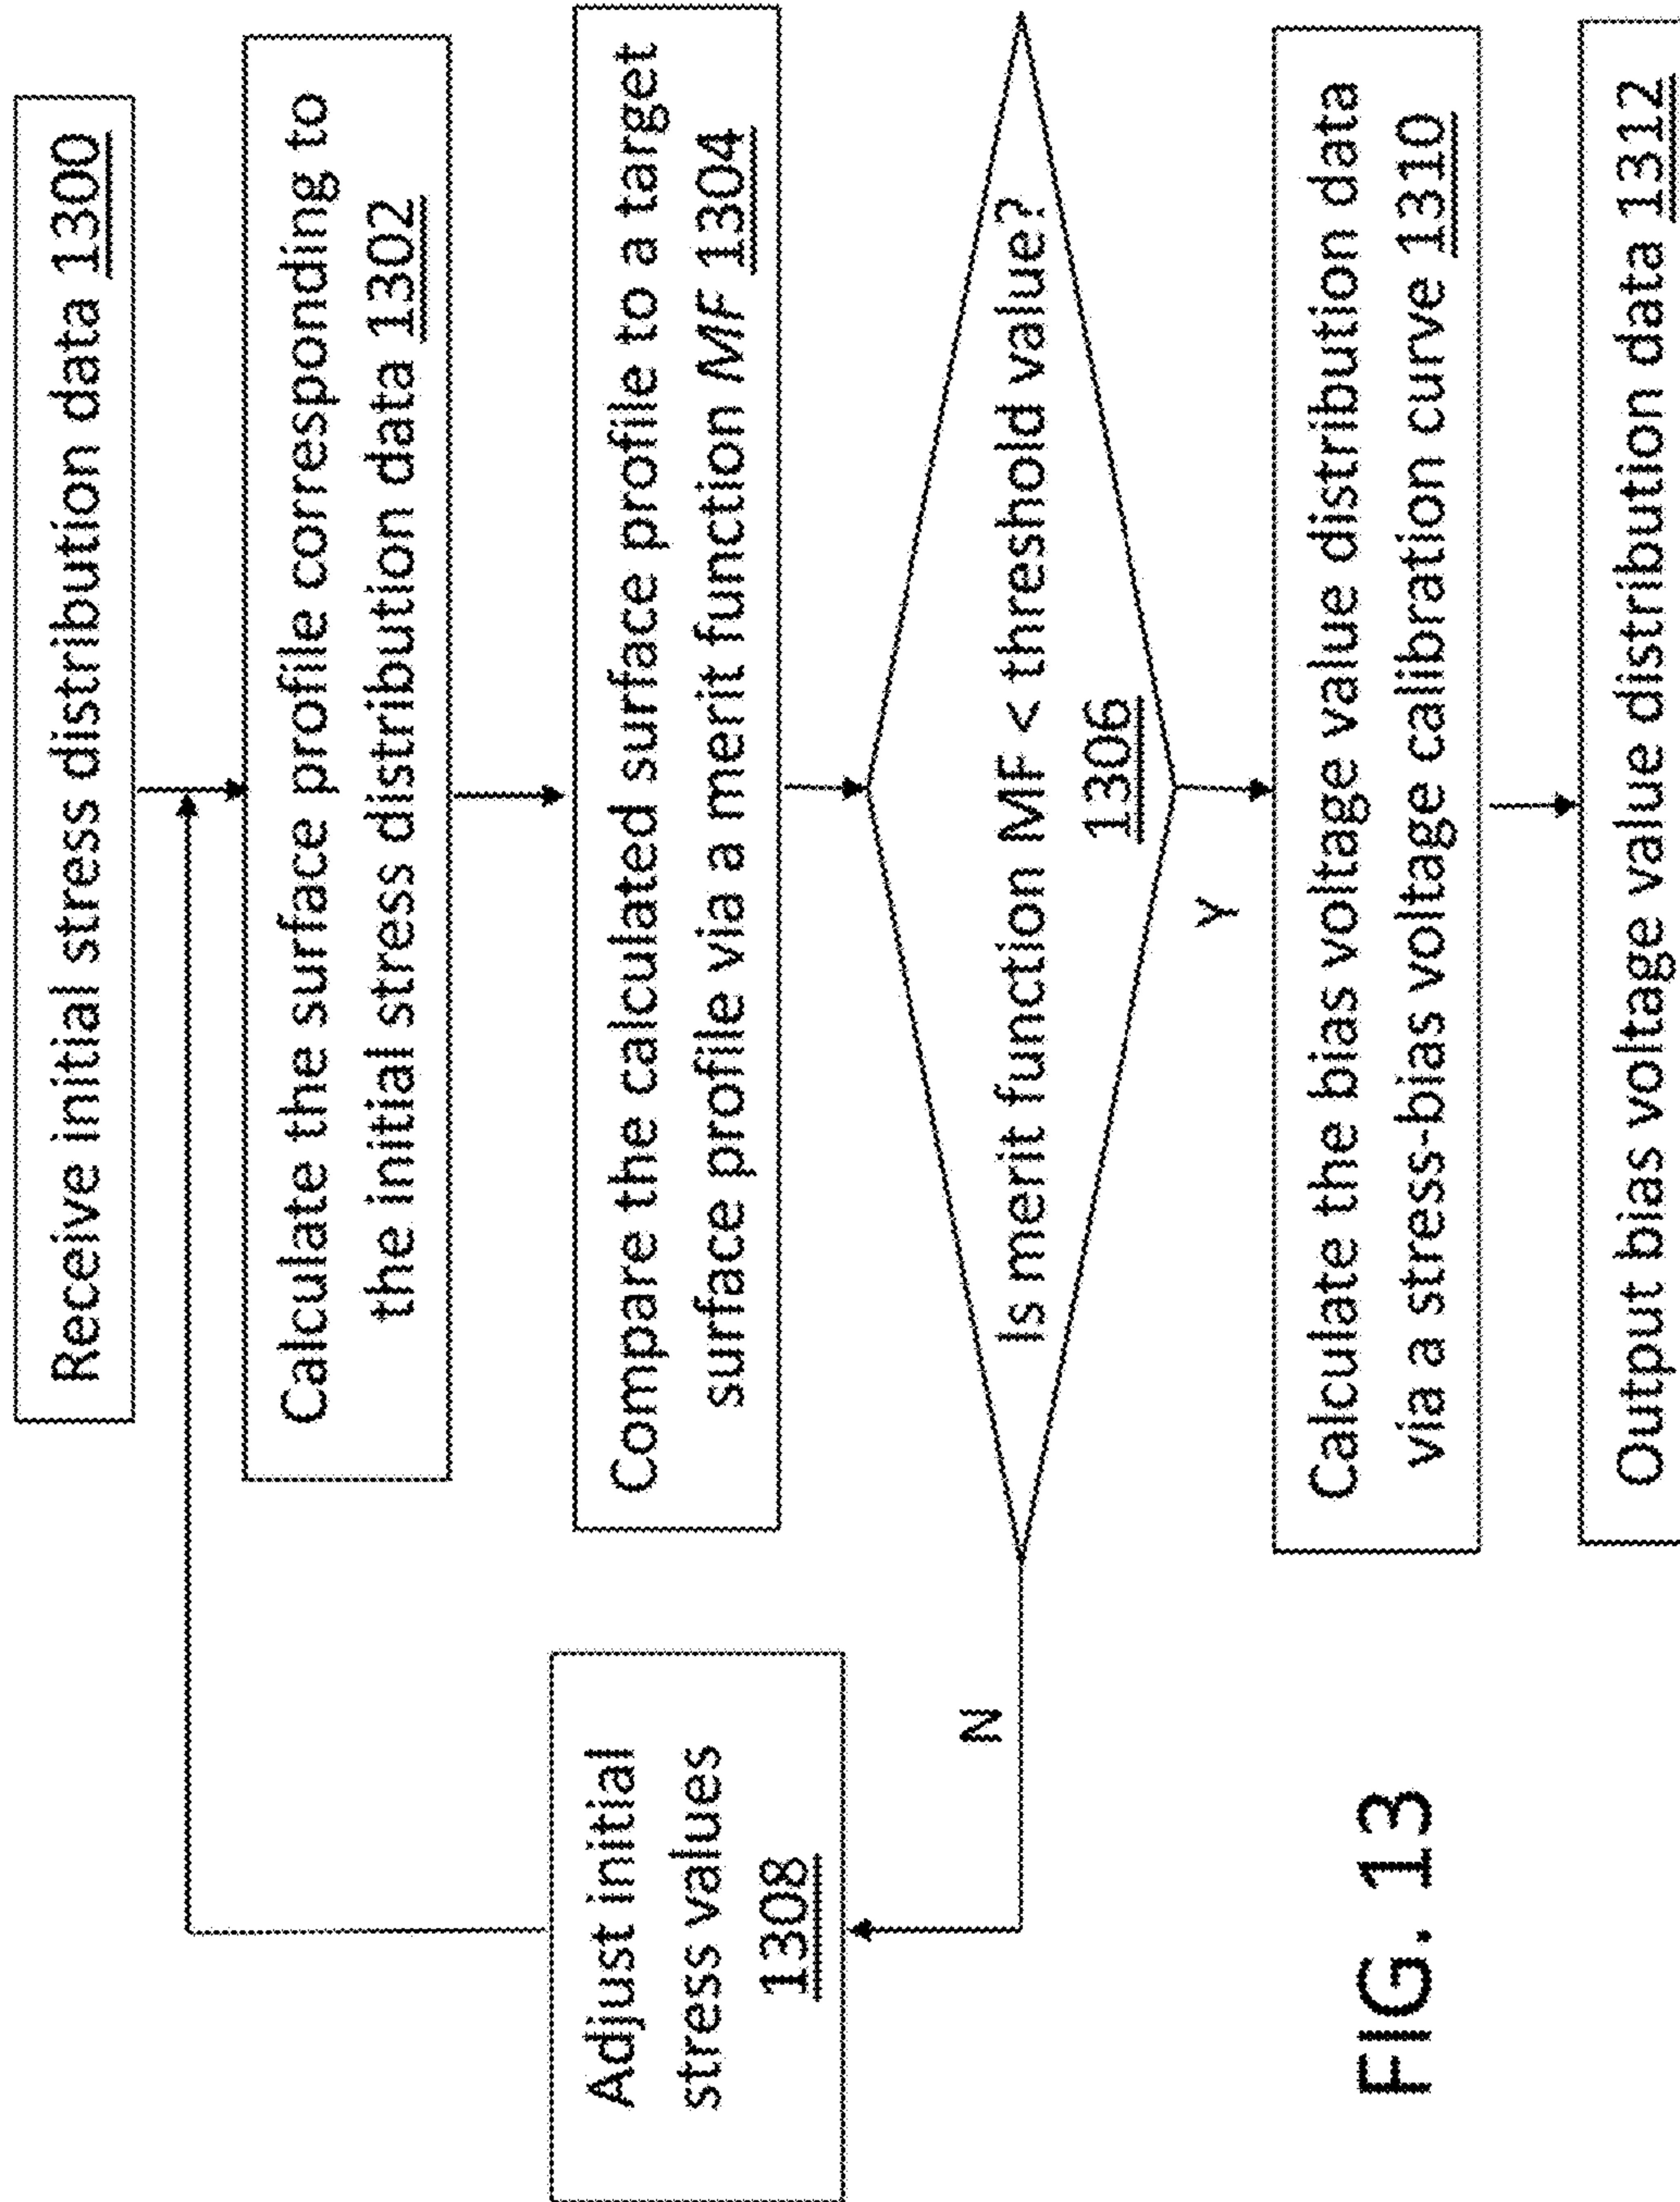 Receive initial stress distribution data 1300
Calculate the surface profile corresponding to
the initial stress distribution data 1302
Compare the calculated surface profile to a target
surface profile via a merit function MF 1304
Is merit function MF < threshold value?
1306
N
Adjust initial
stress values
1308
Y
Calculate the bias voltage value distribution data
via a stress-bias voltage calibration curve 1310
Output bias voltage value distribution data 1312
FIG. 13